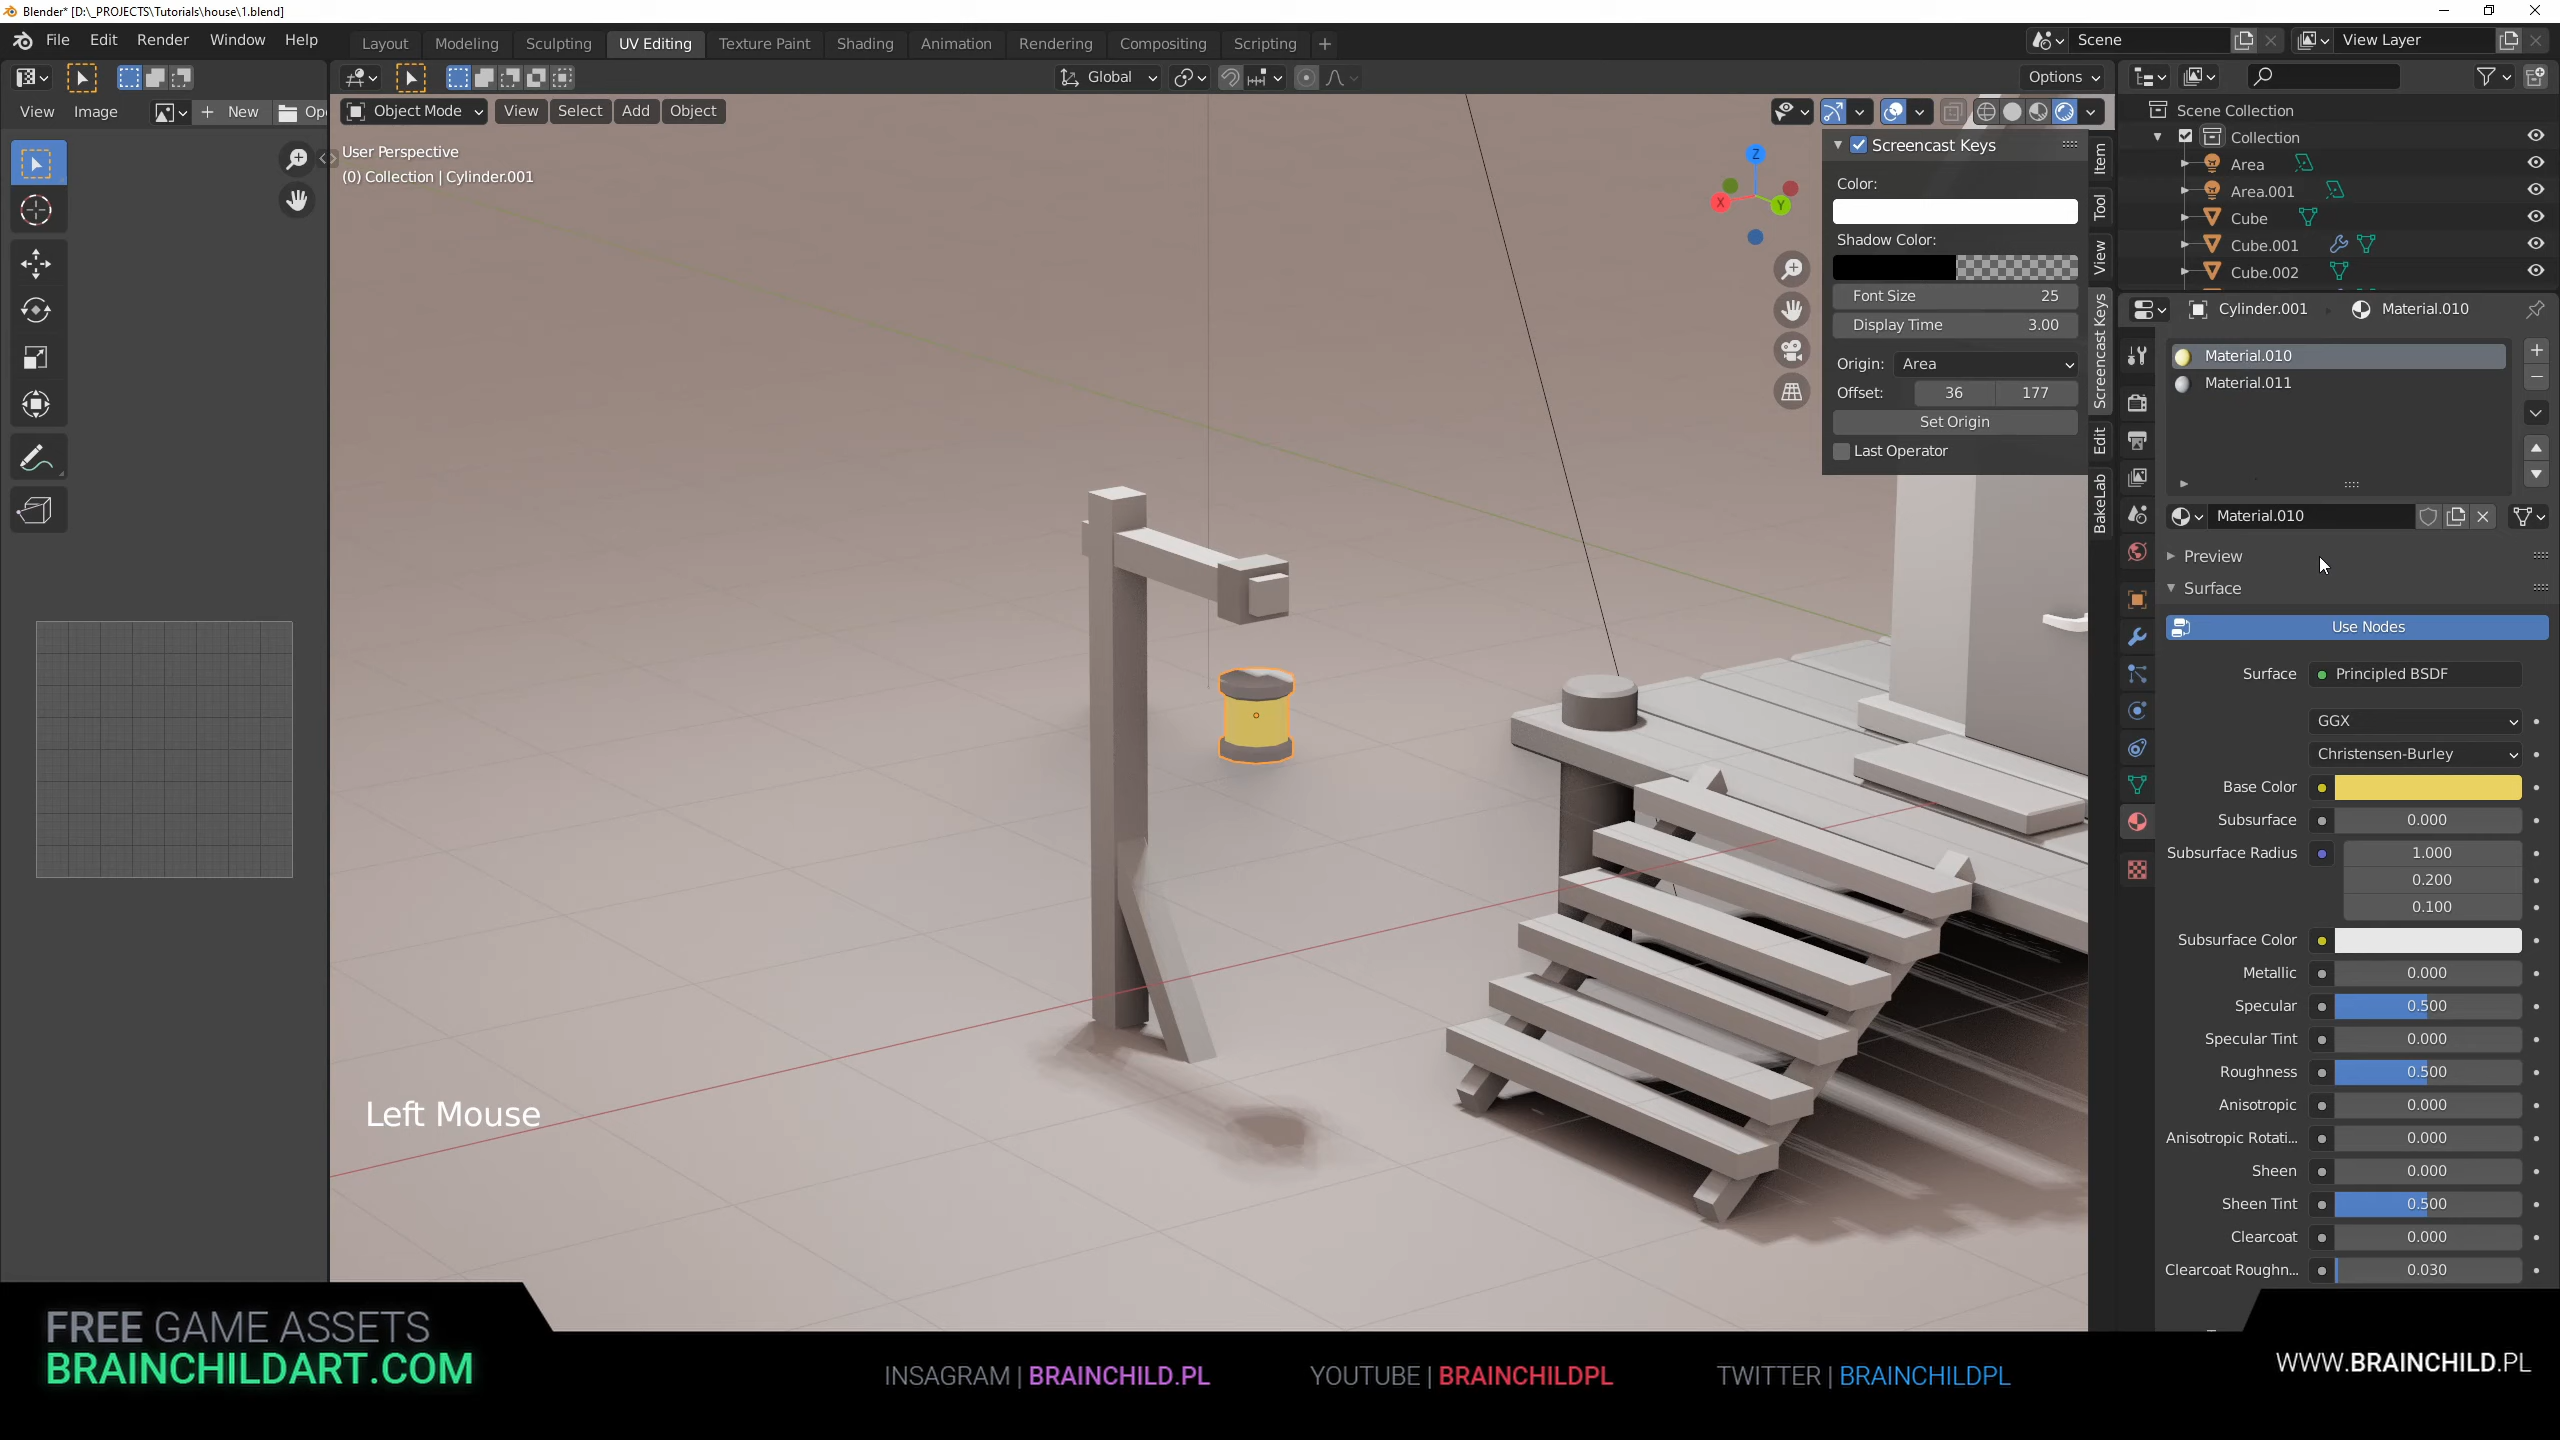 Blender* [D:\_PROJECTS\Tutorials\house\1.blend]
File Edit Render Window Help
Layout Modeling Sculpting UV Editing Texture Paint Shading Animation Rendering Compositing Scripting +
Scene
View Layer
Global
Options
View Image
+ New
Op
Object Mode
View Select Add Object
User Perspective
(0) Collection | Cylinder.001
Z
X
Y
Screencast Keys
Color:
Shadow Color:
Font Size 25
Display Time 3.00
Origin: Area
Offset: 36 177
Set Origin
Last Operator
Item
Tool
View
Screencast Keys
Edit
BakeLab
Scene Collection
Collection
Area
Area.001
Cube
Cube.001
Cube.002
Cylinder.001 Material.010
Material.010
Material.011
Material.010
Preview
Surface
Use Nodes
Surface Principled BSDF
GGX
Christensen-Burley
Base Color
Subsurface 0.000
Subsurface Radius 1.000
0.200
0.100
Subsurface Color
Metallic 0.000
Specular 0.500
Specular Tint 0.000
Roughness 0.500
Anisotropic 0.000
Anisotropic Rotati... 0.000
Sheen 0.000
Sheen Tint 0.500
Clearcoat 0.000
Clearcoat Roughn... 0.030
Left Mouse
FREE GAME ASSETS
BRAINCHILDART.COM
INSAGRAM | BRAINCHILD.PL
YOUTUBE | BRAINCHILDPL
TWITTER | BRAINCHILDPL
WWW.BRAINCHILD.PL